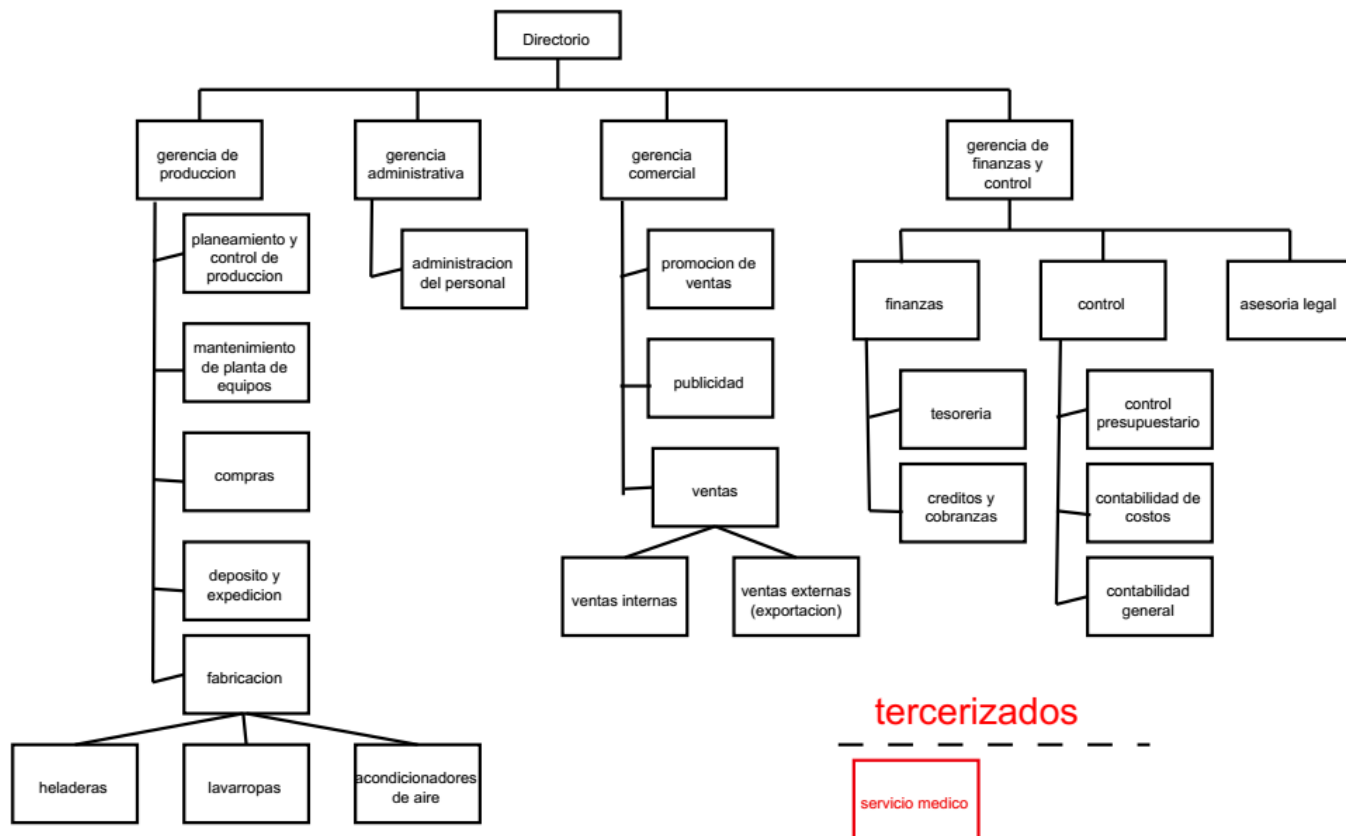 Directorio
gerencia de
produccion
gerencia
administrativa
gerencia
comercial
gerencia de
finanzas y
control
planeamiento y
control de
produccion
administracion
del personal
promocion de
ventas
finanzas
control
asesoria legal
mantenimiento
de planta de
equipos
publicidad
tesoreria
control
presupuestario
compras
ventas
creditos y
cobranzas
contabilidad de
costos
deposito y
expedicion
ventas internas
ventas externas
(exportacion)
contabilidad
general
fabricacion
heladeras
lavarropas
acondicionadores
de aire
tercerizados
servicio medico